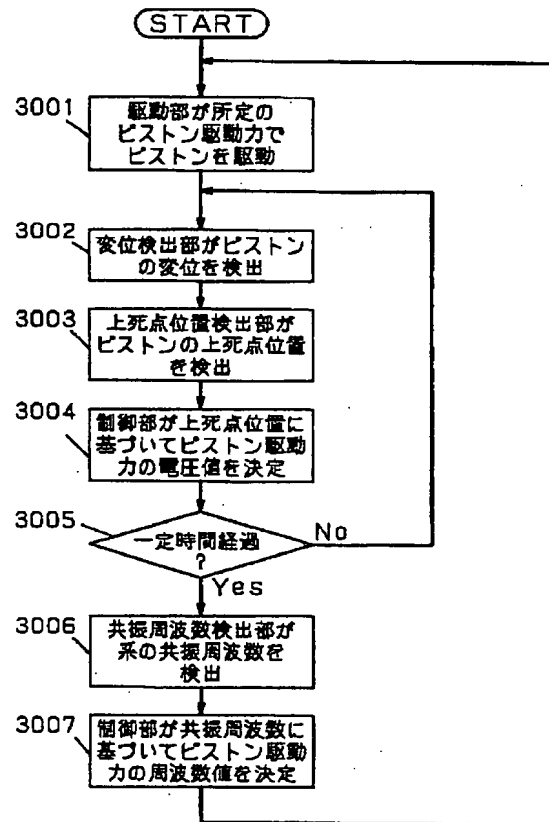 START
3001
駆動部が所定の
ピストン駆動力で
ピストンを駆動
3002
変位検出部がピストン
の変位を検出
3003
上死点位置検出部が
ピストンの上死点位置
を検出
3004
制御部が上死点位置に
基づいてピストン駆動
力の電圧値を決定
3005
一定時間経過
?
No
Yes
3006
共振周波数検出部が
系の共振周波数を
検出
3007
制御部が共振周波数に
基づいてピストン駆動
力の周波数値を決定